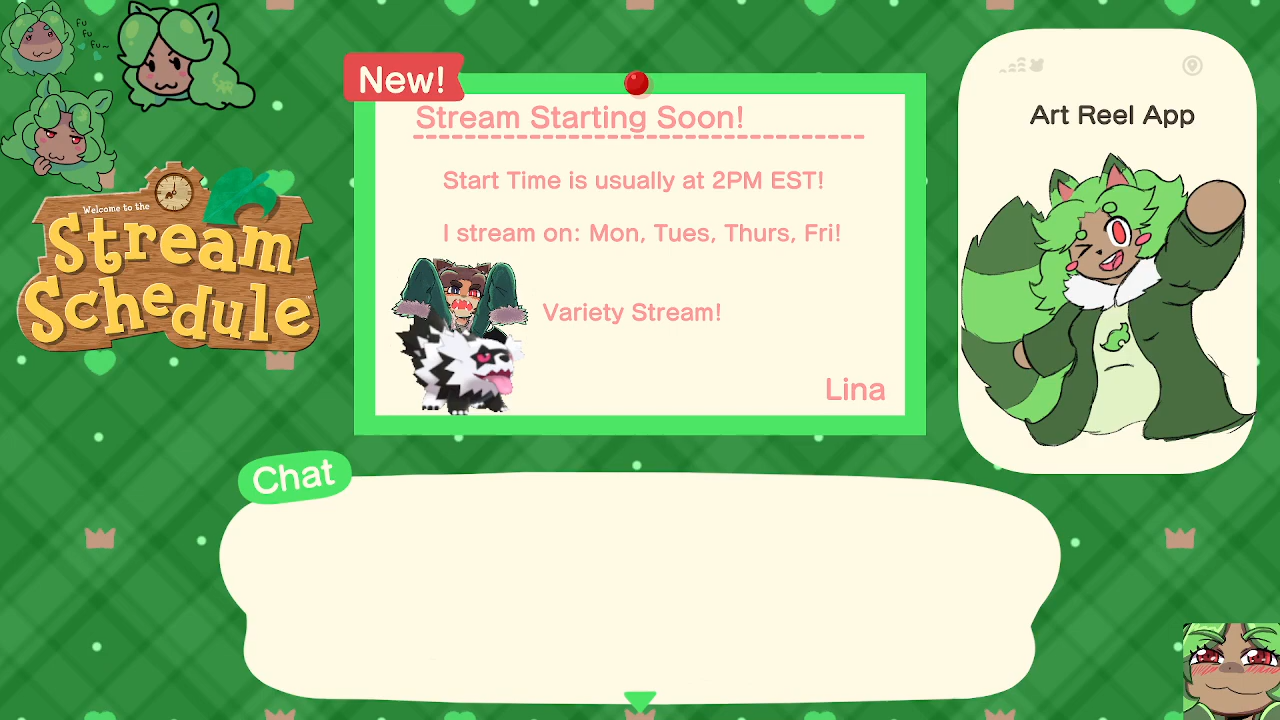 fu
fu
fu~
New!
Stream Starting Soon!
Start Time is usually at 2PM EST!
I stream on: Mon, Tues, Thurs, Fri!
Variety Stream!
Lina
Welcome to the
Stream
Schedule
Art Reel App
Chat